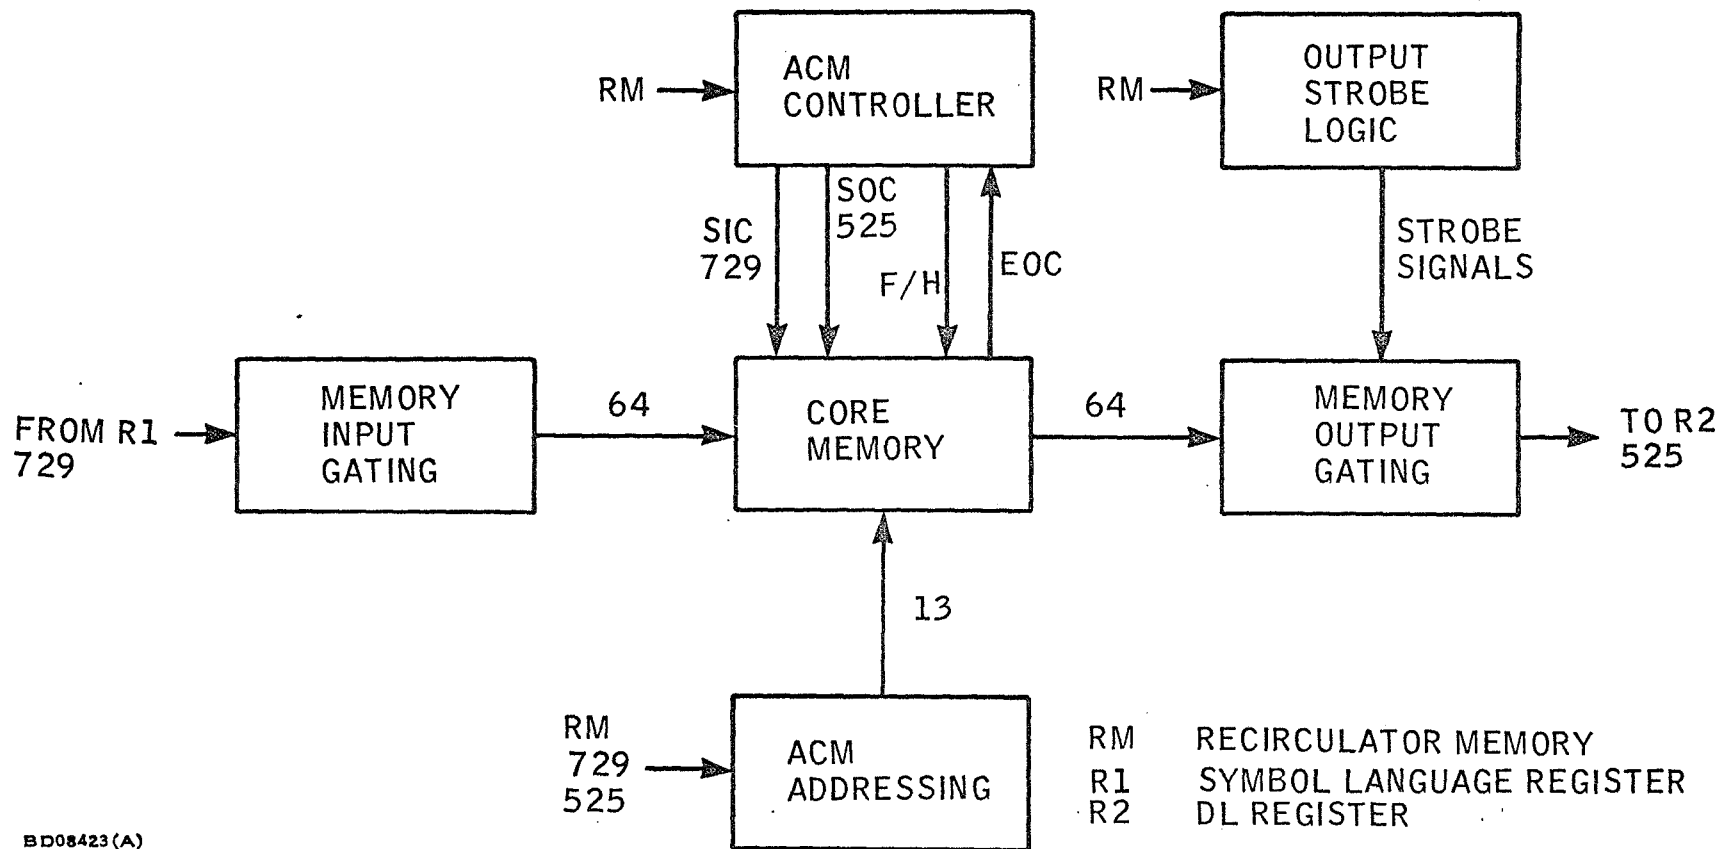 RM
ACM
CONTROLLER
RM
OUTPUT
STROBE
LOGIC
SIC
729
SOC
525
F/H
EOC
STROBE
SIGNALS
FROM R1
729
MEMORY
INPUT
GATING
64
CORE
MEMORY
64
MEMORY
OUTPUT
GATING
TO R2
525
13
RM
729
525
ACM
ADDRESSING
RM RECIRCULATOR MEMORY
R1 SYMBOL LANGUAGE REGISTER
R2 DL REGISTER
BD08423(A)